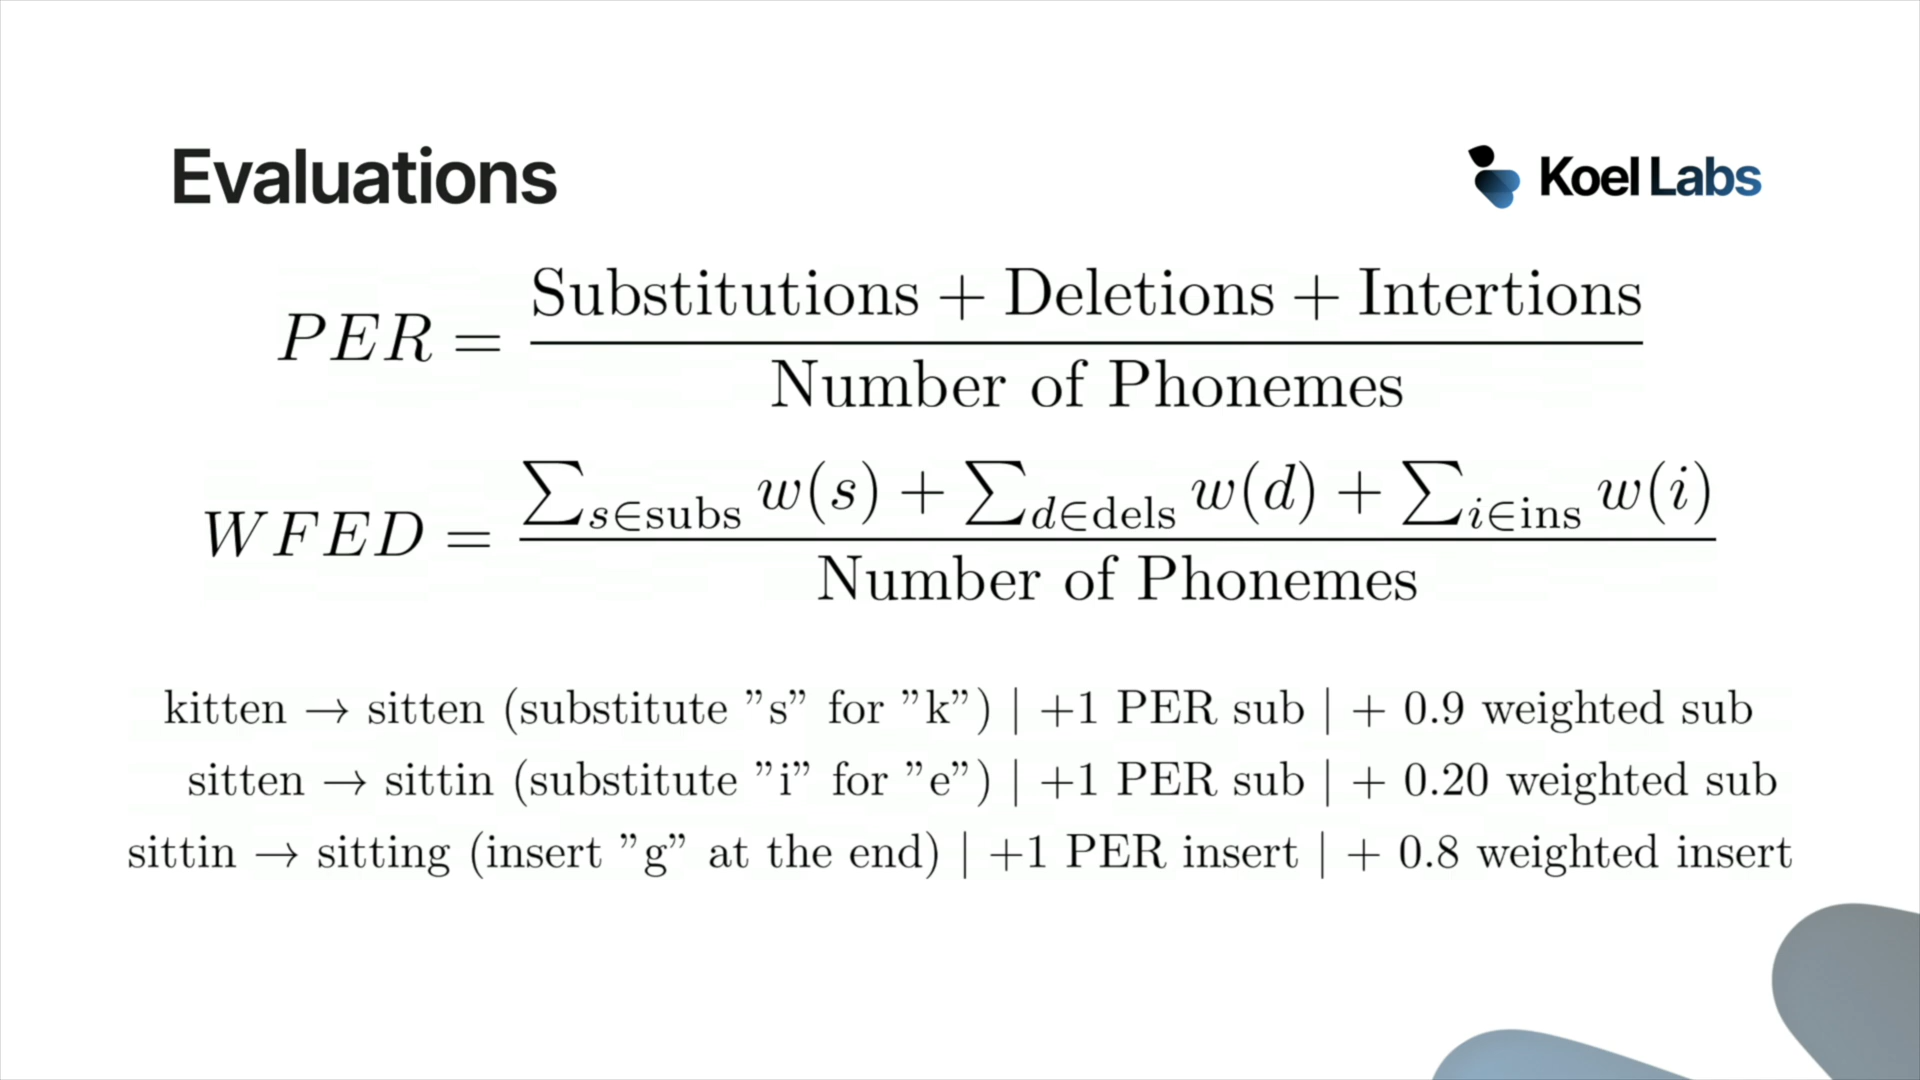 Evaluations
Koel Labs
PER = Substitutions + Deletions + Intertions
Number of Phonemes
WFED = ∑s∈subs w(s) + ∑d∈dels w(d) + ∑i∈ins w(i)
Number of Phonemes
kitten → sitten (substitute ”s” for ”k”) | +1 PER sub | + 0.9 weighted sub
sitten → sittin (substitute ”i” for ”e”) | +1 PER sub | + 0.20 weighted sub
sittin → sitting (insert ”g” at the end) | +1 PER insert | + 0.8 weighted insert